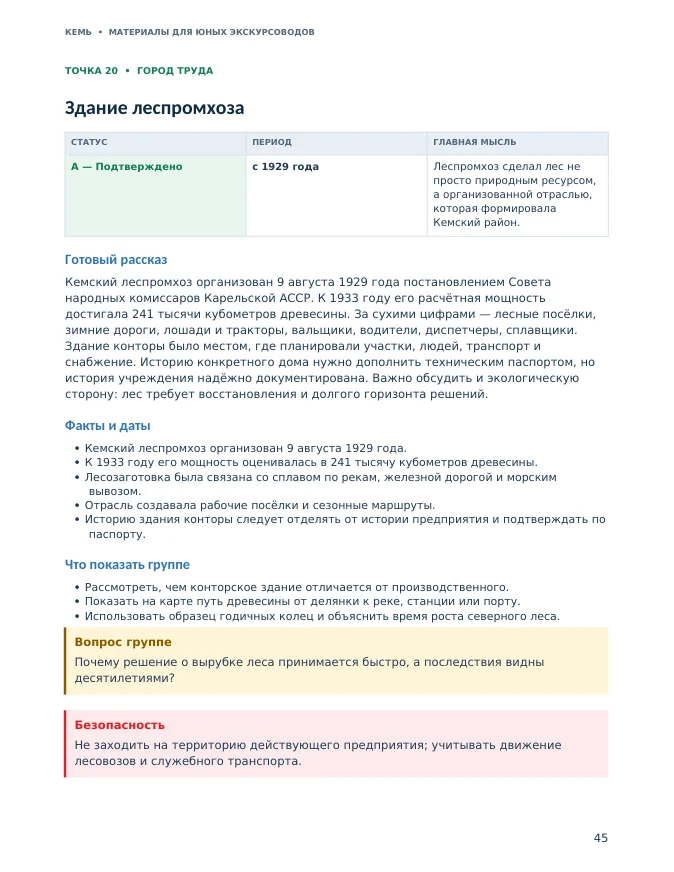 КЕМЬ • МАТЕРИАЛЫ ДЛЯ ЮНЫХ ЭКСКУРСОВОДОВ
ТОЧКА 20 • ГОРОД ТРУДА
Здание леспромхоза
СТАТУС
ПЕРИОД
ГЛАВНАЯ МЫСЛЬ
А — Подтверждено
с 1929 года
Леспромхоз сделал лес не
просто природным ресурсом,
а организованной отраслью,
которая формировала
Кемский район.
Готовый рассказ
Кемский леспромхоз организован 9 августа 1929 года постановлением Совета
народных комиссаров Карельской АССР. К 1933 году его расчётная мощность
достигала 241 тысячи кубометров древесины. За сухими цифрами — лесные посёлки,
зимние дороги, лошади и тракторы, вальщики, водители, диспетчеры, сплавщики.
Здание конторы было местом, где планировали участки, людей, транспорт и
снабжение. Историю конкретного дома нужно дополнить техническим паспортом, но
история учреждения надёжно документирована. Важно обсудить и экологическую
сторону: лес требует восстановления и долгого горизонта решений.
Факты и даты
• Кемский леспромхоз организован 9 августа 1929 года.
• К 1933 году его мощность оценивалась в 241 тысячу кубометров древесины.
• Лесозаготовка была связана со сплавом по рекам, железной дорогой и морским
вывозом.
• Отрасль создавала рабочие посёлки и сезонные маршруты.
• Историю здания конторы следует отделять от истории предприятия и подтверждать по
паспорту.
Что показать группе
• Рассмотреть, чем конторское здание отличается от производственного.
• Показать на карте путь древесины от делянки к реке, станции или порту.
• Использовать образец годичных колец и объяснить время роста северного леса.
Вопрос группе
Почему решение о вырубке леса принимается быстро, а последствия видны
десятилетиями?
Безопасность
Не заходить на территорию действующего предприятия; учитывать движение
лесовозов и служебного транспорта.
45